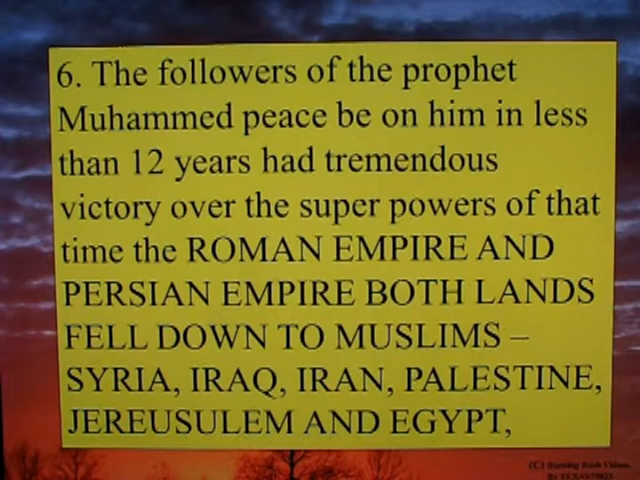 6. The followers of the prophet
Muhammed peace be on him in less
than 12 years had tremendous
victory over the super powers of that
time the ROMAN EMPIRE AND
PERSIAN EMPIRE BOTH LANDS
FELL DOWN TO MUSLIMS –
SYRIA, IRAQ, IRAN, PALESTINE,
JEREUSULEM AND EGYPT,
(C) Burning Bush Videos,
By